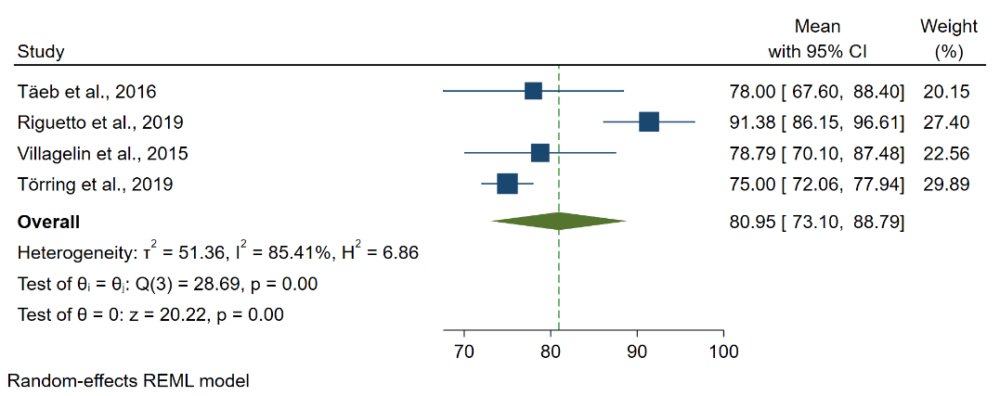 Mean Weight
Study with 95% CI (%)
Täeb et al., 2016 78.00 [ 67.60, 88.40] 20.15
Riguetto et al., 2019 91.38 [ 86.15, 96.61] 27.40
Villagelin et al., 2015 78.79 [ 70.10, 87.48] 22.56
Törring et al., 2019 75.00 [ 72.06, 77.94] 29.89
Overall 80.95 [ 73.10, 88.79]
Heterogeneity: τ² = 51.36, I² = 85.41%, H² = 6.86
Test of θᵢ = θⱼ: Q(3) = 28.69, p = 0.00
Test of θ = 0: z = 20.22, p = 0.00
70 80 90 100
Random-effects REML model